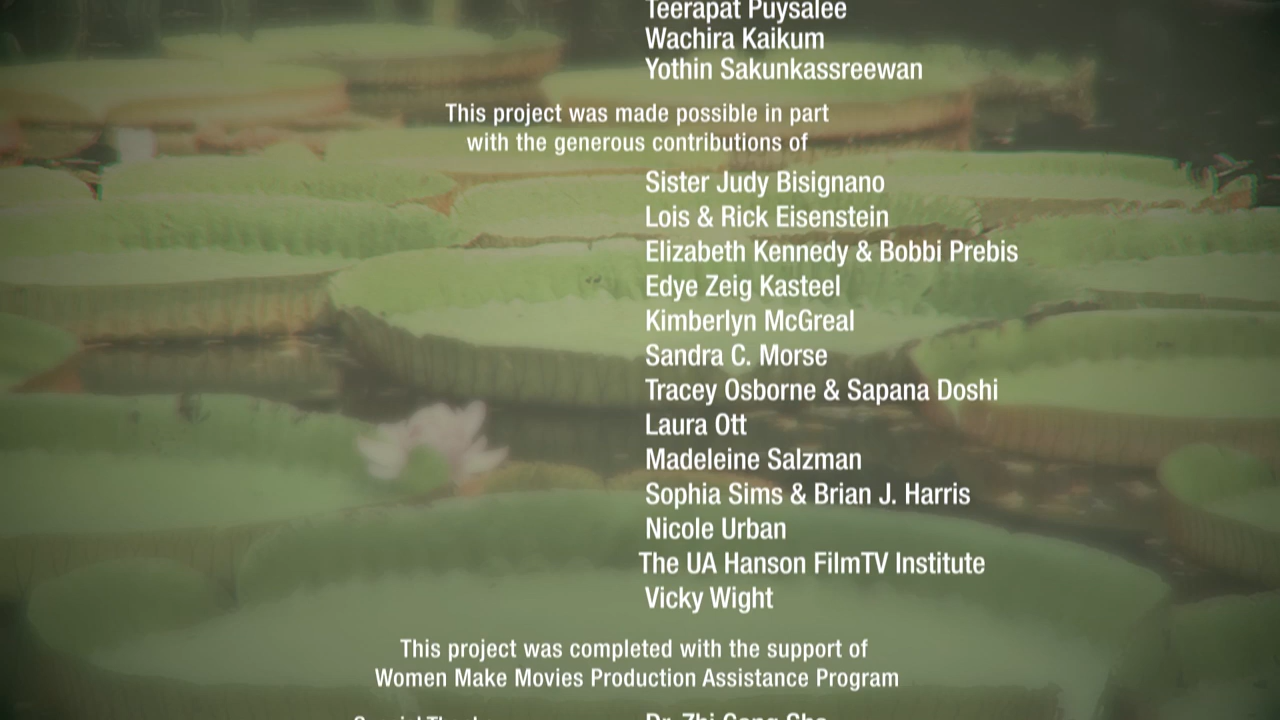 Teerapat Puysalee
Wachira Kaikum
Yothin Sakunkassreewan
This project was made possible in part
with the generous contributions of
Sister Judy Bisignano
Lois & Rick Eisenstein
Elizabeth Kennedy & Bobbi Prebis
Edye Zeig Kasteel
Kimberlyn McGreal
Sandra C. Morse
Tracey Osborne & Sapana Doshi
Laura Ott
Madeleine Salzman
Sophia Sims & Brian J. Harris
Nicole Urban
The UA Hanson FilmTV Institute
Vicky Wight
This project was completed with the support of
Women Make Movies Production Assistance Program